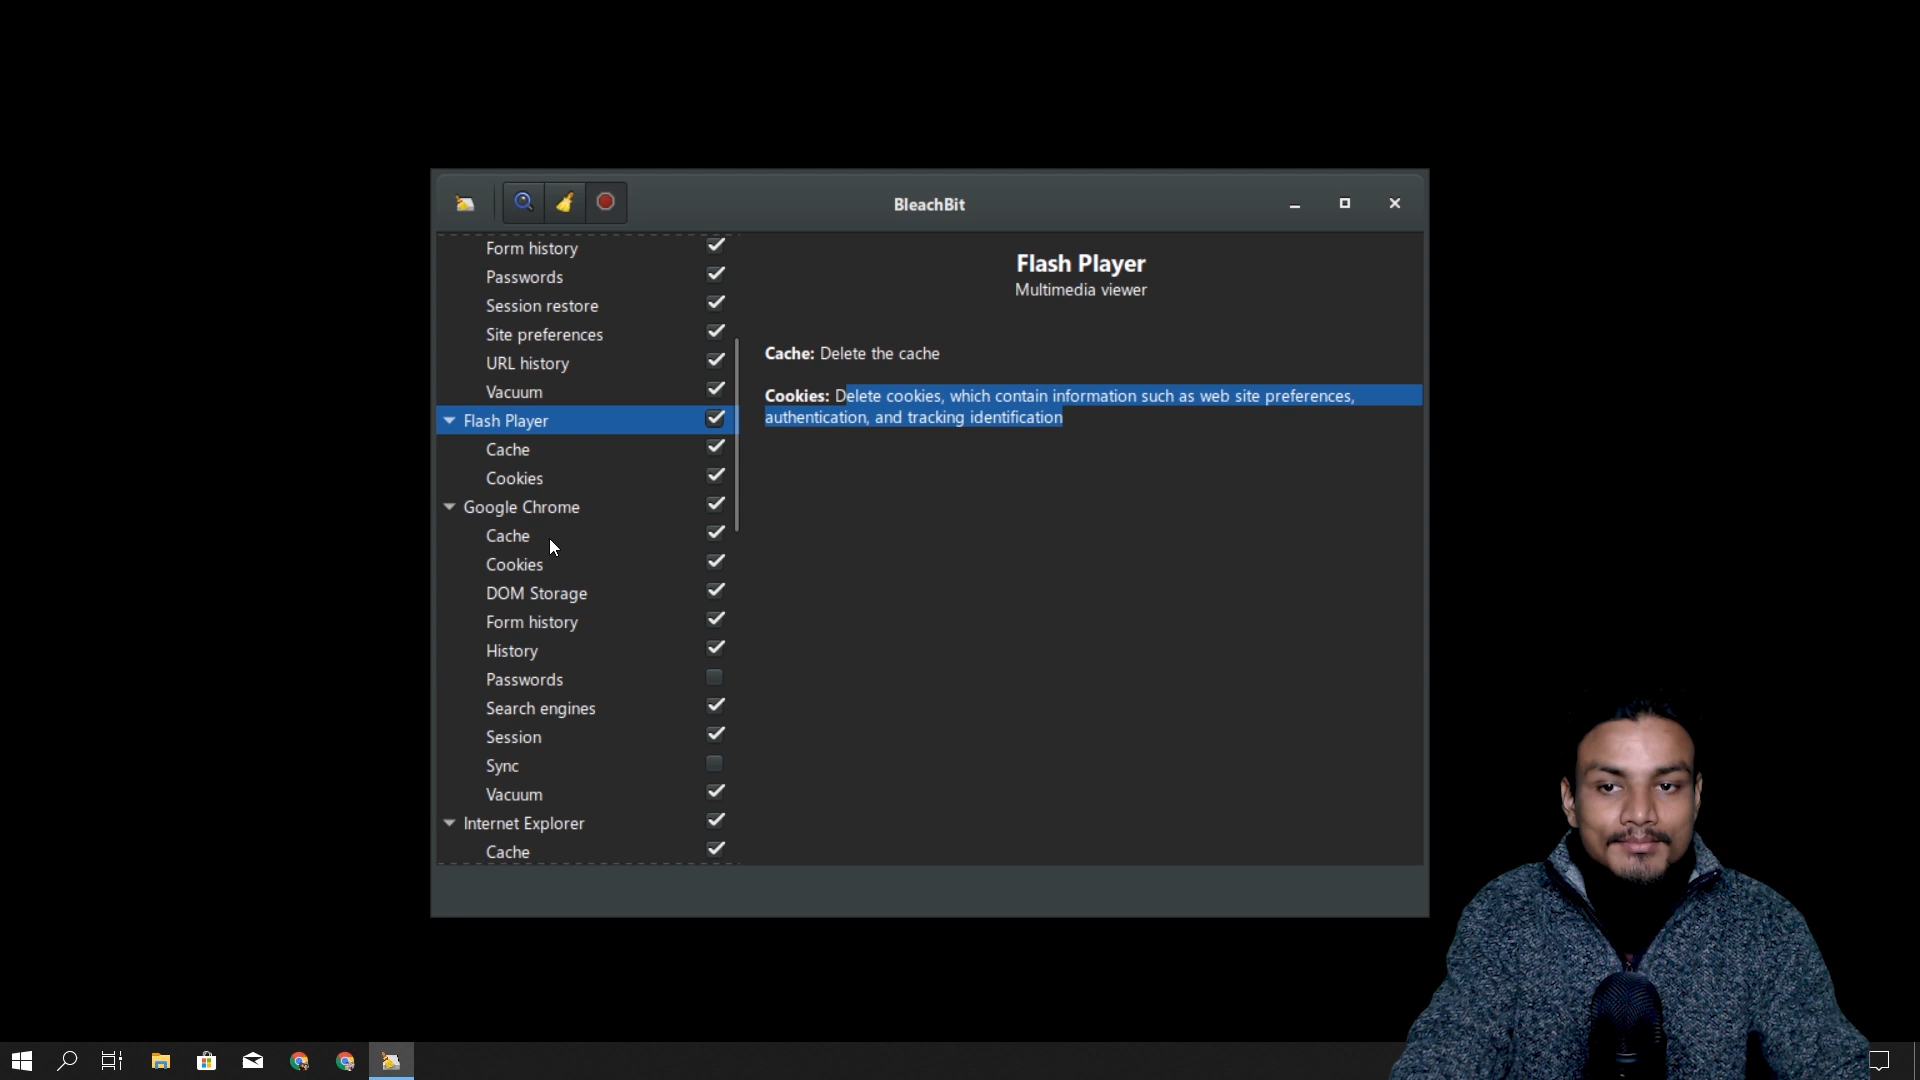 BleachBit
Form history
Passwords
Session restore
Site preferences
URL history
Vacuum
Flash Player
Cache
Cookies
Google Chrome
Cache
Cookies
DOM Storage
Form history
History
Passwords
Search engines
Session
Sync
Vacuum
Internet Explorer
Cache
Flash Player
Multimedia viewer
Cache: Delete the cache
Cookies: Delete cookies, which contain information such as web site preferences,
authentication, and tracking identification